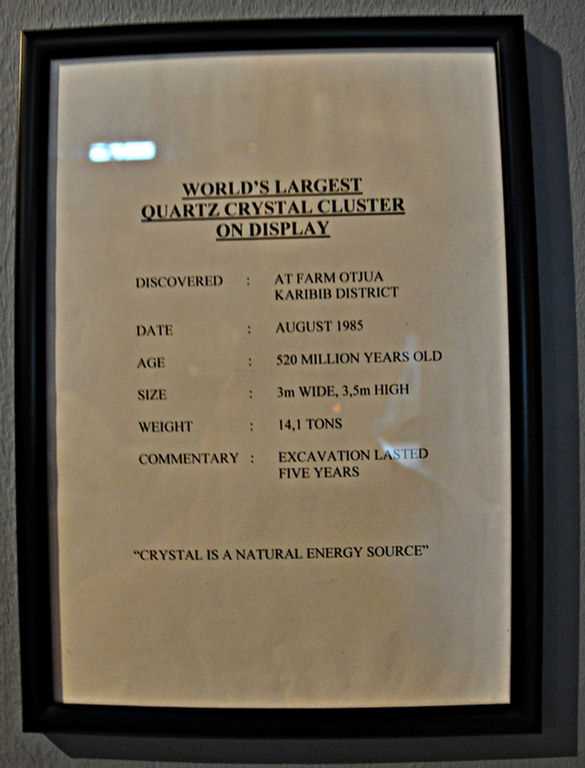 WORLD'S LARGEST
QUARTZ CRYSTAL CLUSTER
ON DISPLAY
DISCOVERED : AT FARM OTJUA
KARIBIB DISTRICT
DATE : AUGUST 1985
AGE : 520 MILLION YEARS OLD
SIZE : 3m WIDE, 3,5m HIGH
WEIGHT : 14,1 TONS
COMMENTARY : EXCAVATION LASTED
FIVE YEARS
"CRYSTAL IS A NATURAL ENERGY SOURCE"